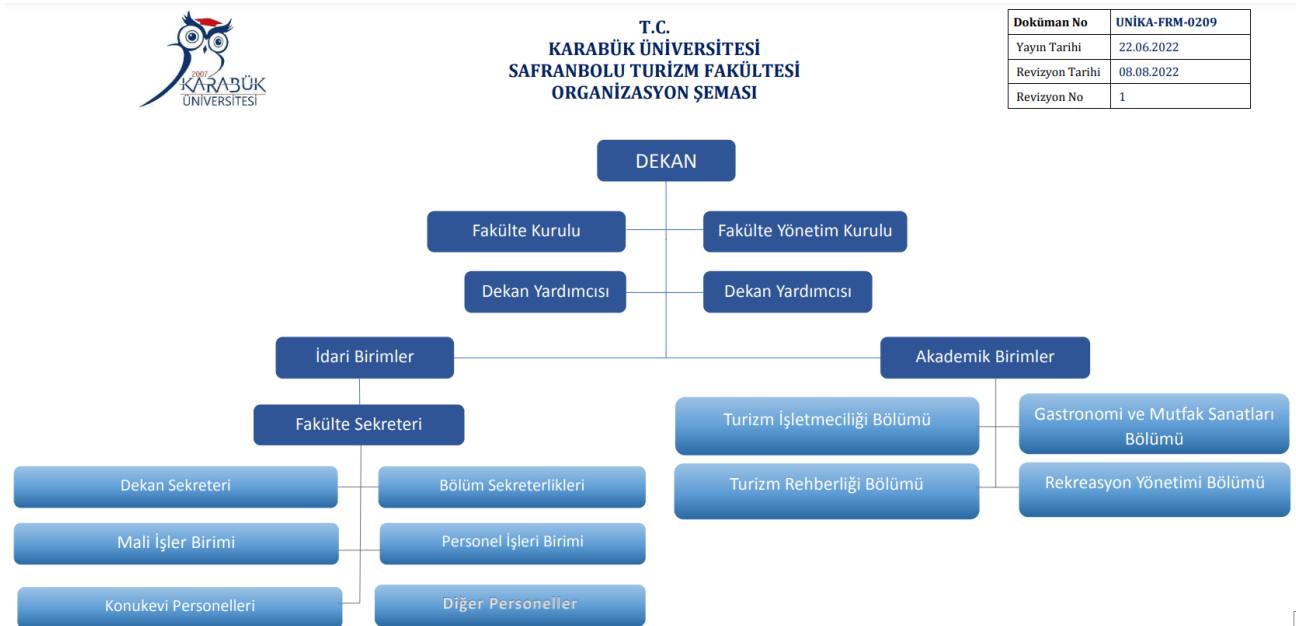 2007
KARABÜK
ÜNİVERSİTESİ
T.C.
KARABÜK ÜNİVERSİTESİ
SAFRANBOLU TURİZM FAKÜLTESİ
ORGANİZASYON ŞEMASI
Doküman No UNİKA-FRM-0209
Yayın Tarihi 22.06.2022
Revizyon Tarihi 08.08.2022
Revizyon No 1
DEKAN
Fakülte Kurulu
Fakülte Yönetim Kurulu
Dekan Yardımcısı
Dekan Yardımcısı
İdari Birimler
Akademik Birimler
Fakülte Sekreteri
Turizm İşletmeciliği Bölümü
Gastronomi ve Mutfak Sanatları
Bölümü
Turizm Rehberliği Bölümü
Rekreasyon Yönetimi Bölümü
Dekan Sekreteri
Bölüm Sekreterlikleri
Mali İşler Birimi
Personel İşleri Birimi
Konukevi Personelleri
Diğer Personeller